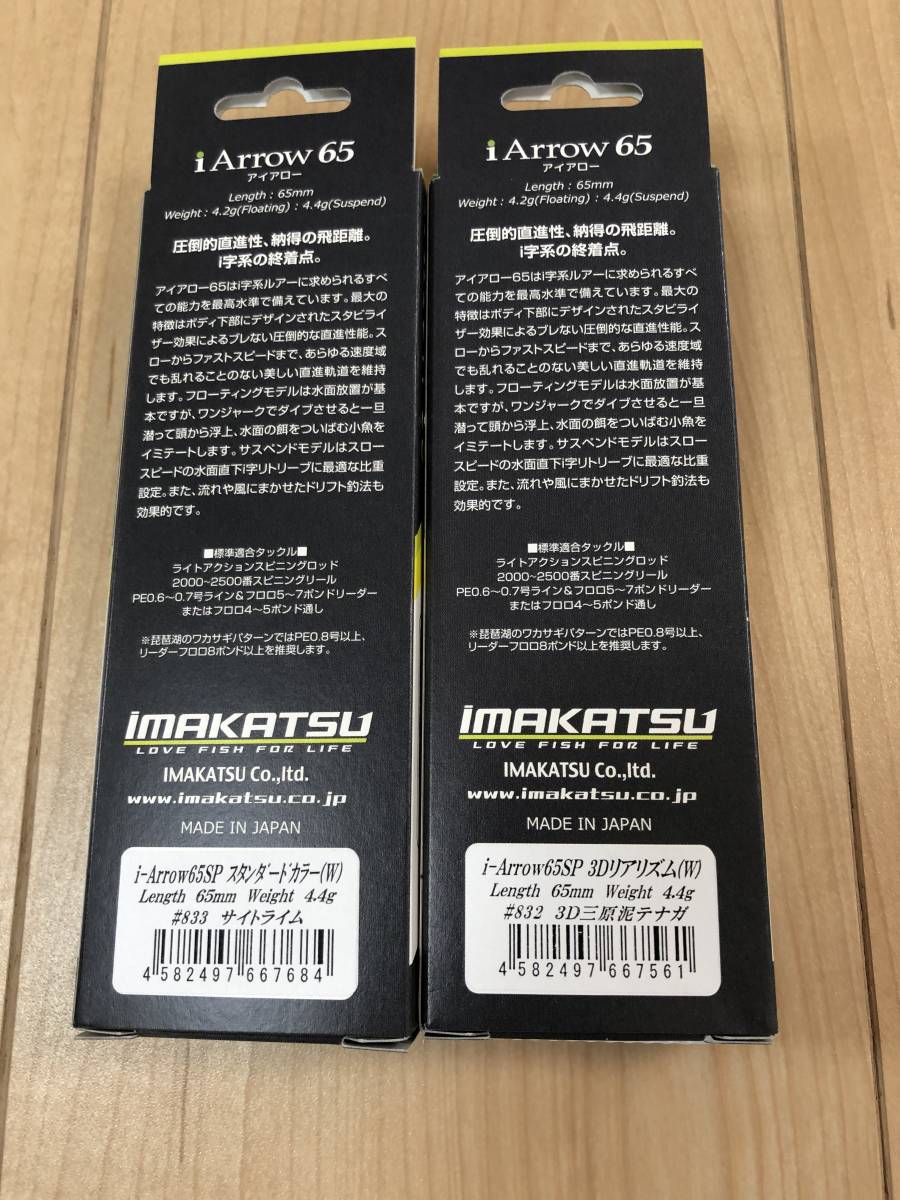 i Arrow 65
アイアロー
Length : 65mm
Weight : 4.2g(Floating) : 4.4g(Suspend)
圧倒的直進性、納得の飛距離。
i字系の終着点。
アイアロー65はi字系ルアーに求められるすべ
ての能力を最高水準で備えています。最大の
特徴はボディ下部にデザインされたスタビライ
ザー効果によるブレない圧倒的な直進性能。ス
ローからファストスピードまで、あらゆる速度域
でも乱れることのない美しい直進軌道を維持
します。フローティングモデルは水面放置が基
本ですが、ワンジャークでダイブさせると一旦
潜って頭から浮上、水面の餌をついばむ小魚を
イミテートします。サスペンドモデルはスロー
スピードの水面直下i字リトリーブに最適な比重
設定。また、流れや風にまかせたドリフト釣法も
効果的です。
■標準適合タックル■
ライトアクションスピニングロッド
2000~2500番スピニングリール
PE0.6~0.7号ライン&フロロ5~7ポンドリーダー
またはフロロ4~5ポンド通し
※琵琶湖のワカサギパターンではPE0.8号以上、
リーダーフロロ8ポンド以上を推奨します。
IMAKATSU
LOVE FISH FOR LIFE
IMAKATSU Co.,ltd.
www.imakatsu.co.jp
MADE IN JAPAN
i-Arrow65SP スタンダードカラー(W)
Length 65mm Weight 4.4g
#833 サイトライム
4 582497 667684
i Arrow 65
アイアロー
Length : 65mm
Weight : 4.2g(Floating) : 4.4g(Suspend)
圧倒的直進性、納得の飛距離。
i字系の終着点。
アイアロー65はi字系ルアーに求められるすべ
ての能力を最高水準で備えています。最大の
特徴はボディ下部にデザインされたスタビライ
ザー効果によるブレない圧倒的な直進性能。ス
ローからファストスピードまで、あらゆる速度域
でも乱れることのない美しい直進軌道を維持
します。フローティングモデルは水面放置が基
本ですが、ワンジャークでダイブさせると一旦
潜って頭から浮上、水面の餌をついばむ小魚を
イミテートします。サスペンドモデルはスロー
スピードの水面直下i字リトリーブに最適な比重
設定。また、流れや風にまかせたドリフト釣法も
効果的です。
■標準適合タックル■
ライトアクションスピニングロッド
2000~2500番スピニングリール
PE0.6~0.7号ライン&フロロ5~7ポンドリーダー
またはフロロ4~5ポンド通し
※琵琶湖のワカサギパターンではPE0.8号以上、
リーダーフロロ8ポンド以上を推奨します。
IMAKATSU
LOVE FISH FOR LIFE
IMAKATSU Co.,ltd.
www.imakatsu.co.jp
MADE IN JAPAN
i-Arrow65SP 3Dリアリズム(W)
Length 65mm Weight 4.4g
#832 3D三原泥テナガ
4 582497 667561